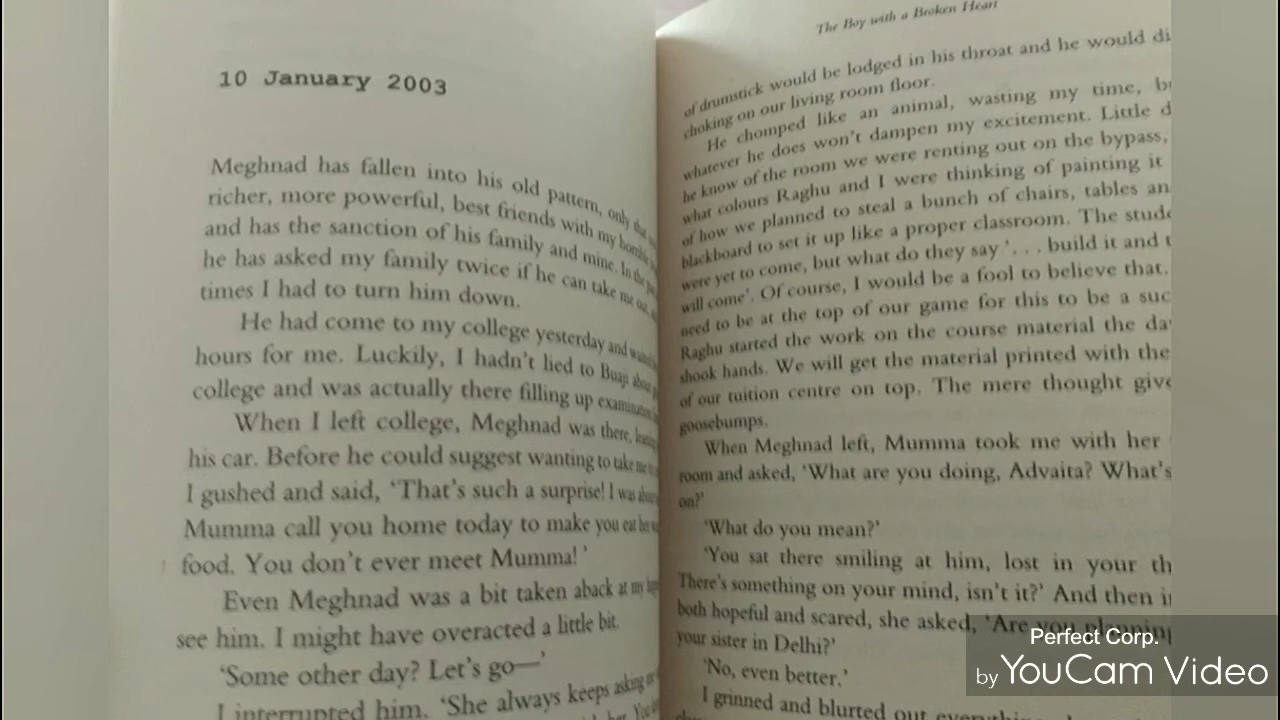 10 January 2003
Meghnad has fallen into his old pattern, only
richer, more powerful, best friends with my
and has the sanction of his family and mine. In the
he has asked my family twice if he can take me out,
times I had to turn him down.
He had come to my college yesterday and waited
hours for me. Luckily, I hadn't lied to Buaji about
college and was actually there filling up examination
When I left college, Meghnad was there, leaning
his car. Before he could suggest wanting to take me
I gushed and said, 'That's such a surprise! I was
Mumma call you home today to make you eat her
food. You don't ever meet Mumma!'
Even Meghnad was a bit taken aback at my
see him. I might have overacted a little bit.
'Some other day? Let's go—'
I interrupted him. 'She always keeps asking
The Boy with a Broken Heart
of drumstick would be lodged in his throat and he would
choking on our living room floor.
He chomped like an animal, wasting my time,
whatever he does won't dampen my excitement. Little
he know of the room we were renting out on the bypass,
what colours Raghu and I were thinking of painting it
of how we planned to steal a bunch of chairs, tables
blackboard to set it up like a proper classroom. The
were yet to come, but what do they say '. . . build it and
will come'. Of course, I would be a fool to believe that.
need to be at the top of our game for this to be a
Raghu started the work on the course material the
shook hands. We will get the material printed with the
of our tuition centre on top. The mere thought
goosebumps.
When Meghnad left, Mumma took me with her
room and asked, 'What are you doing, Advaita? What's
on?'
'What do you mean?'
'You sat there smiling at him, lost in your
There's something on your mind, isn't it?' And then
both hopeful and scared, she asked, 'Are you planning
your sister in Delhi?'
'No, even better.'
I grinned and blurted out
Perfect Corp.
by YouCam Video